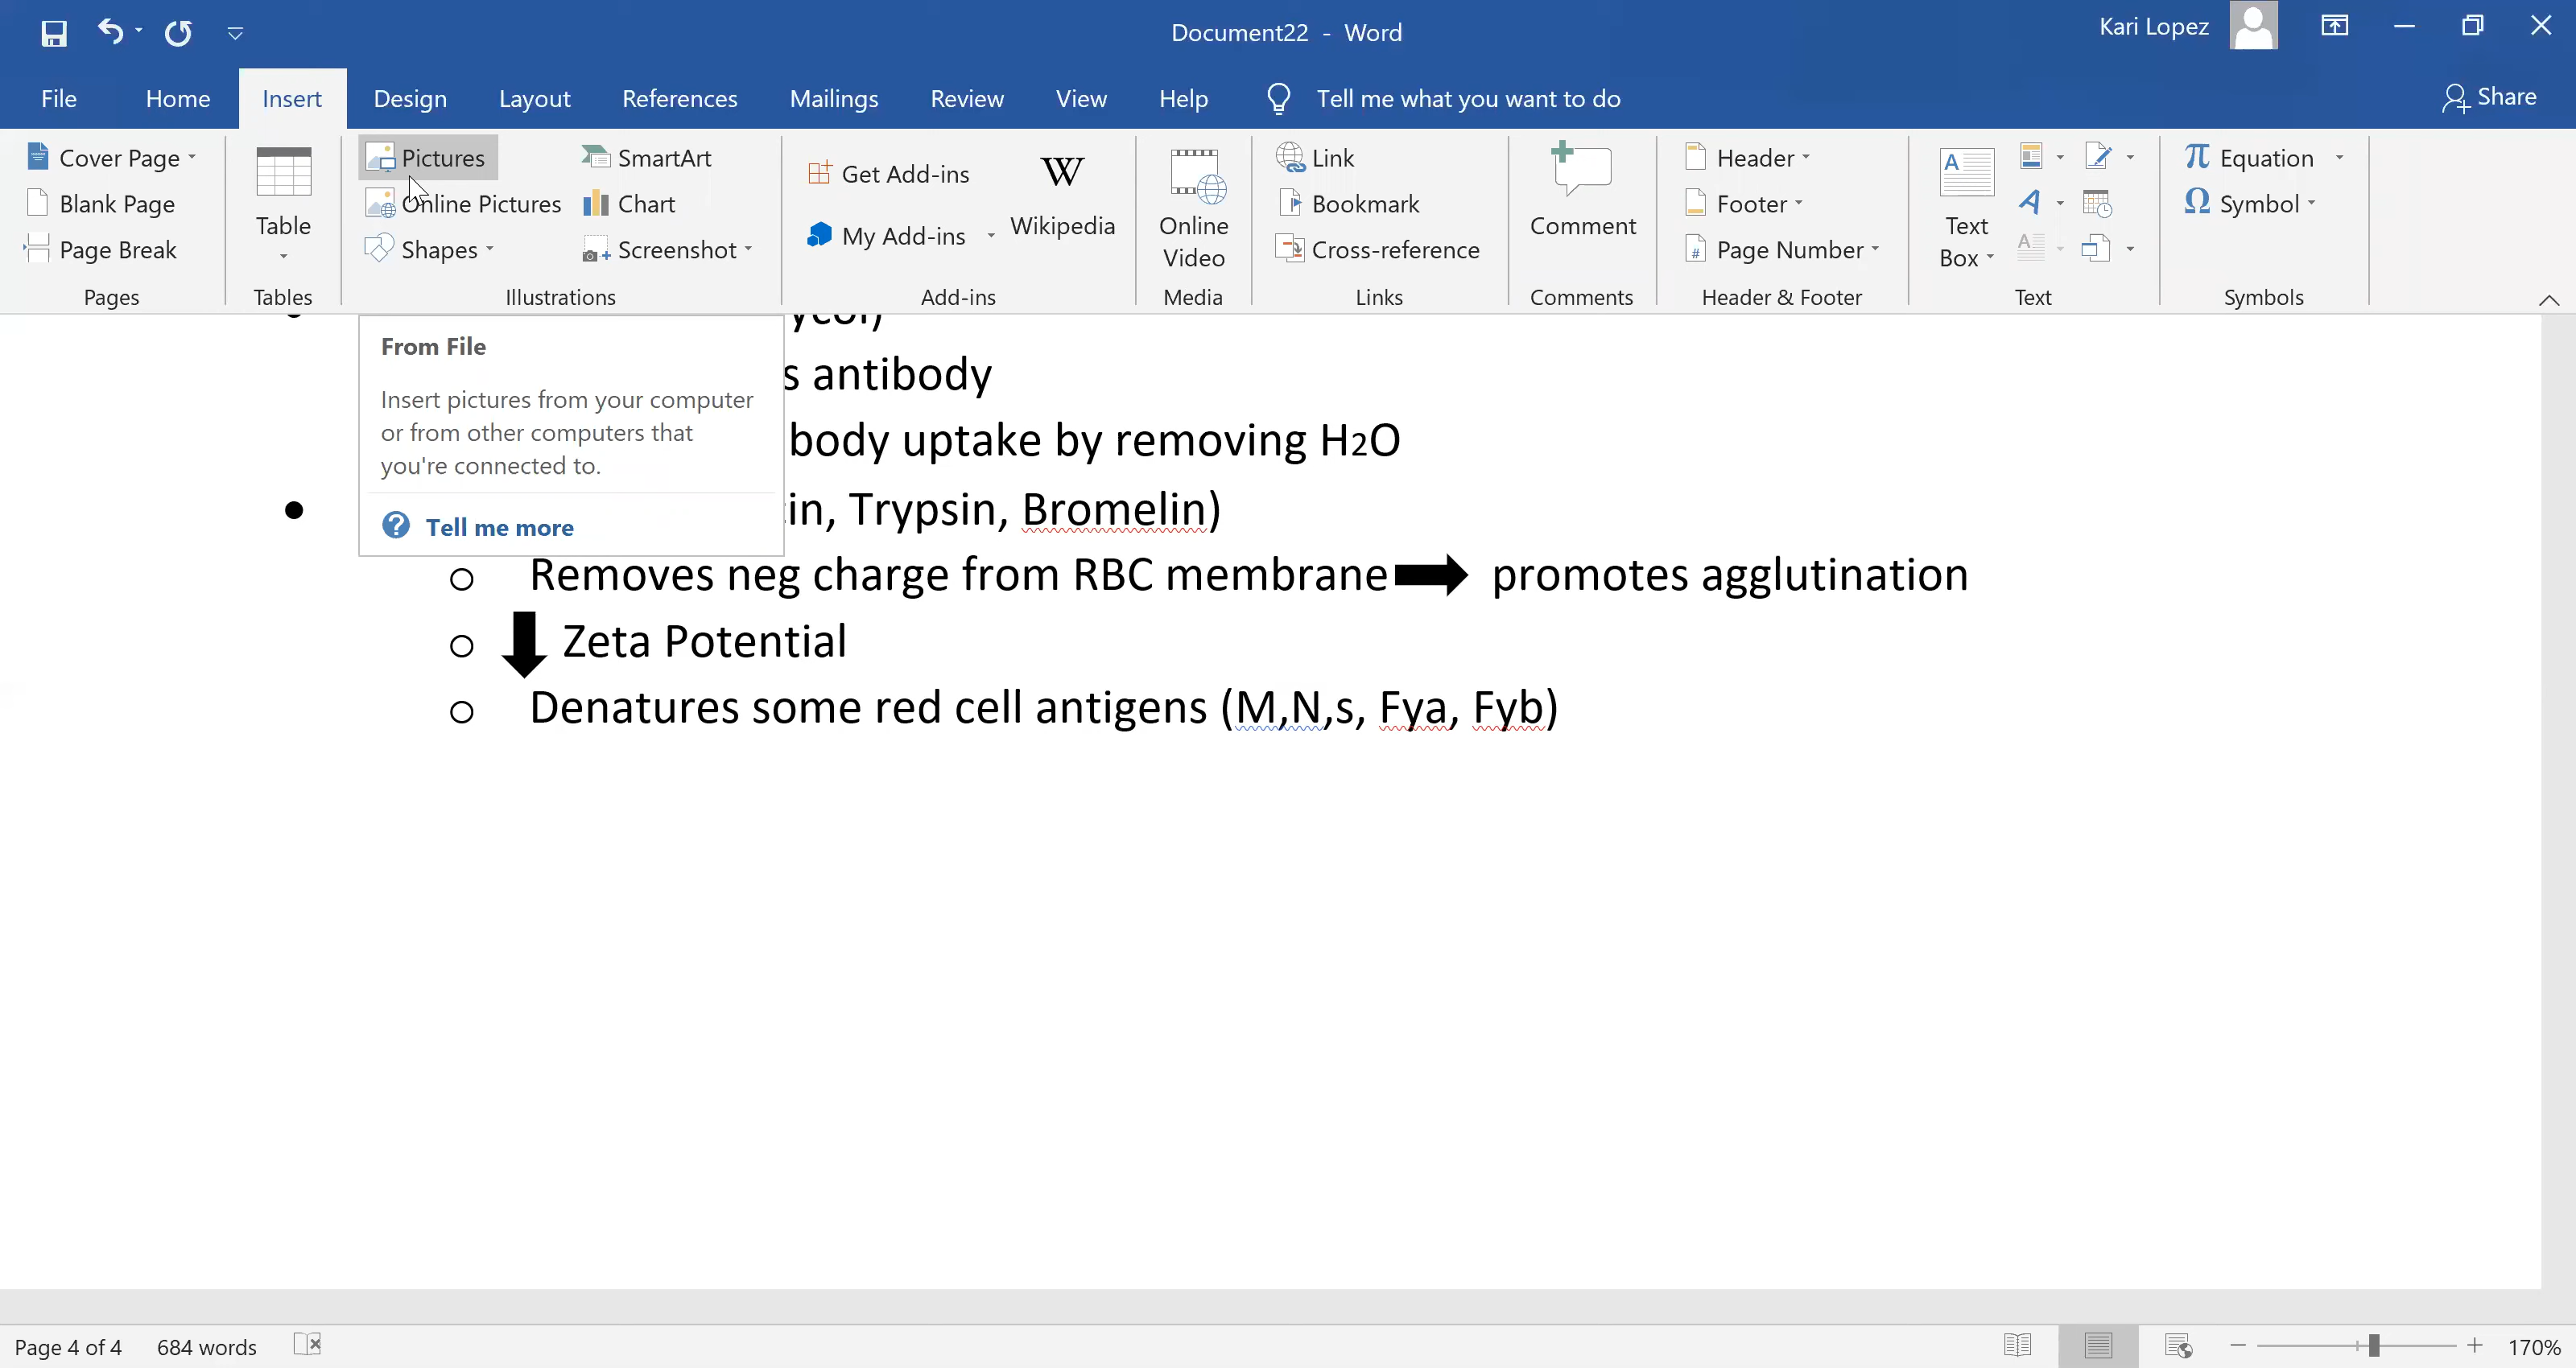 Document22 - Word
Kari Lopez
File Home Insert Design Layout References Mailings Review View Help Tell me what you want to do Share
Cover Page
Blank Page
Page Break
Pages
Table
Tables
Pictures
Online Pictures
Shapes
SmartArt
Chart
Screenshot
Illustrations
Get Add-ins
My Add-ins
W
Wikipedia
Add-ins
Online
Video
Media
Link
Bookmark
Cross-reference
Links
Comment
Comments
Header
Footer
Page Number
Header & Footer
Text
Box
Text
π Equation
Ω Symbol
Symbols
From File
Insert pictures from your computer
or from other computers that
you're connected to.
Tell me more
s antibody
body uptake by removing H2O
in, Trypsin, Bromelin)
Removes neg charge from RBC membrane promotes agglutination
Zeta Potential
Denatures some red cell antigens (M,N,s, Fya, Fyb)
Page 4 of 4 684 words 170%